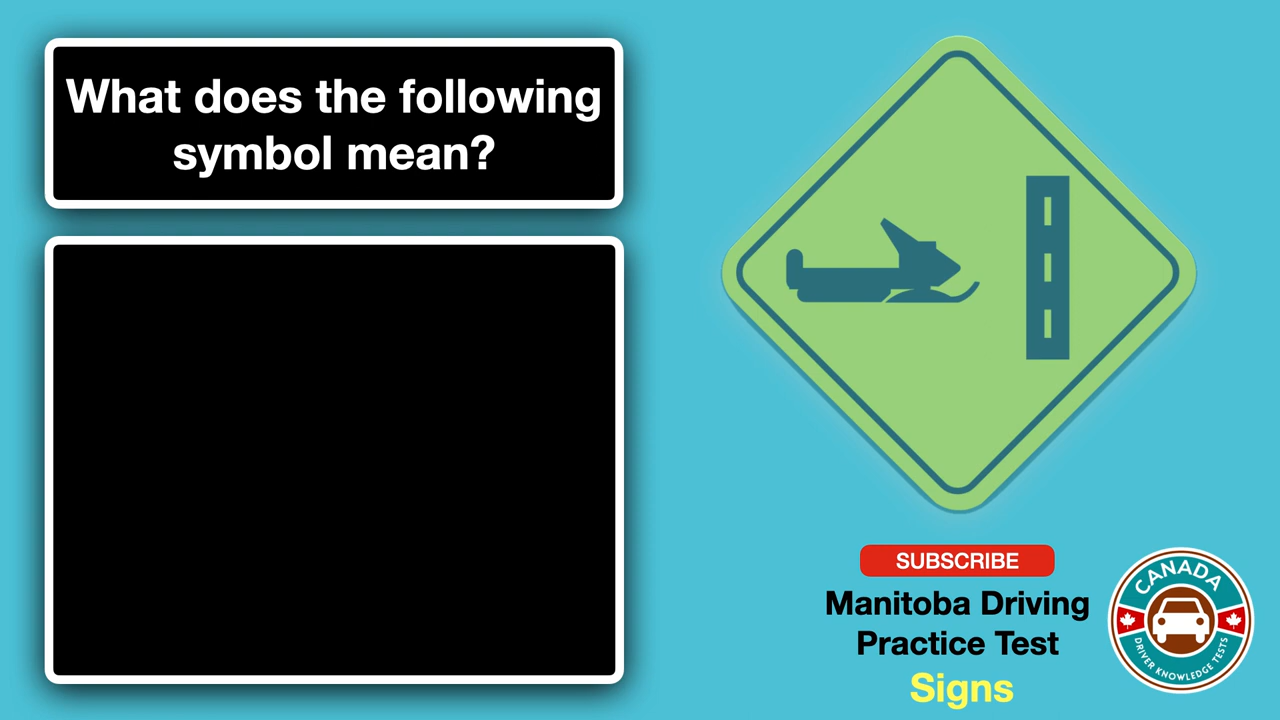 What does the following
symbol mean?
SUBSCRIBE
Manitoba Driving
Practice Test
Signs
CANADA
DRIVER KNOWLEDGE TESTS